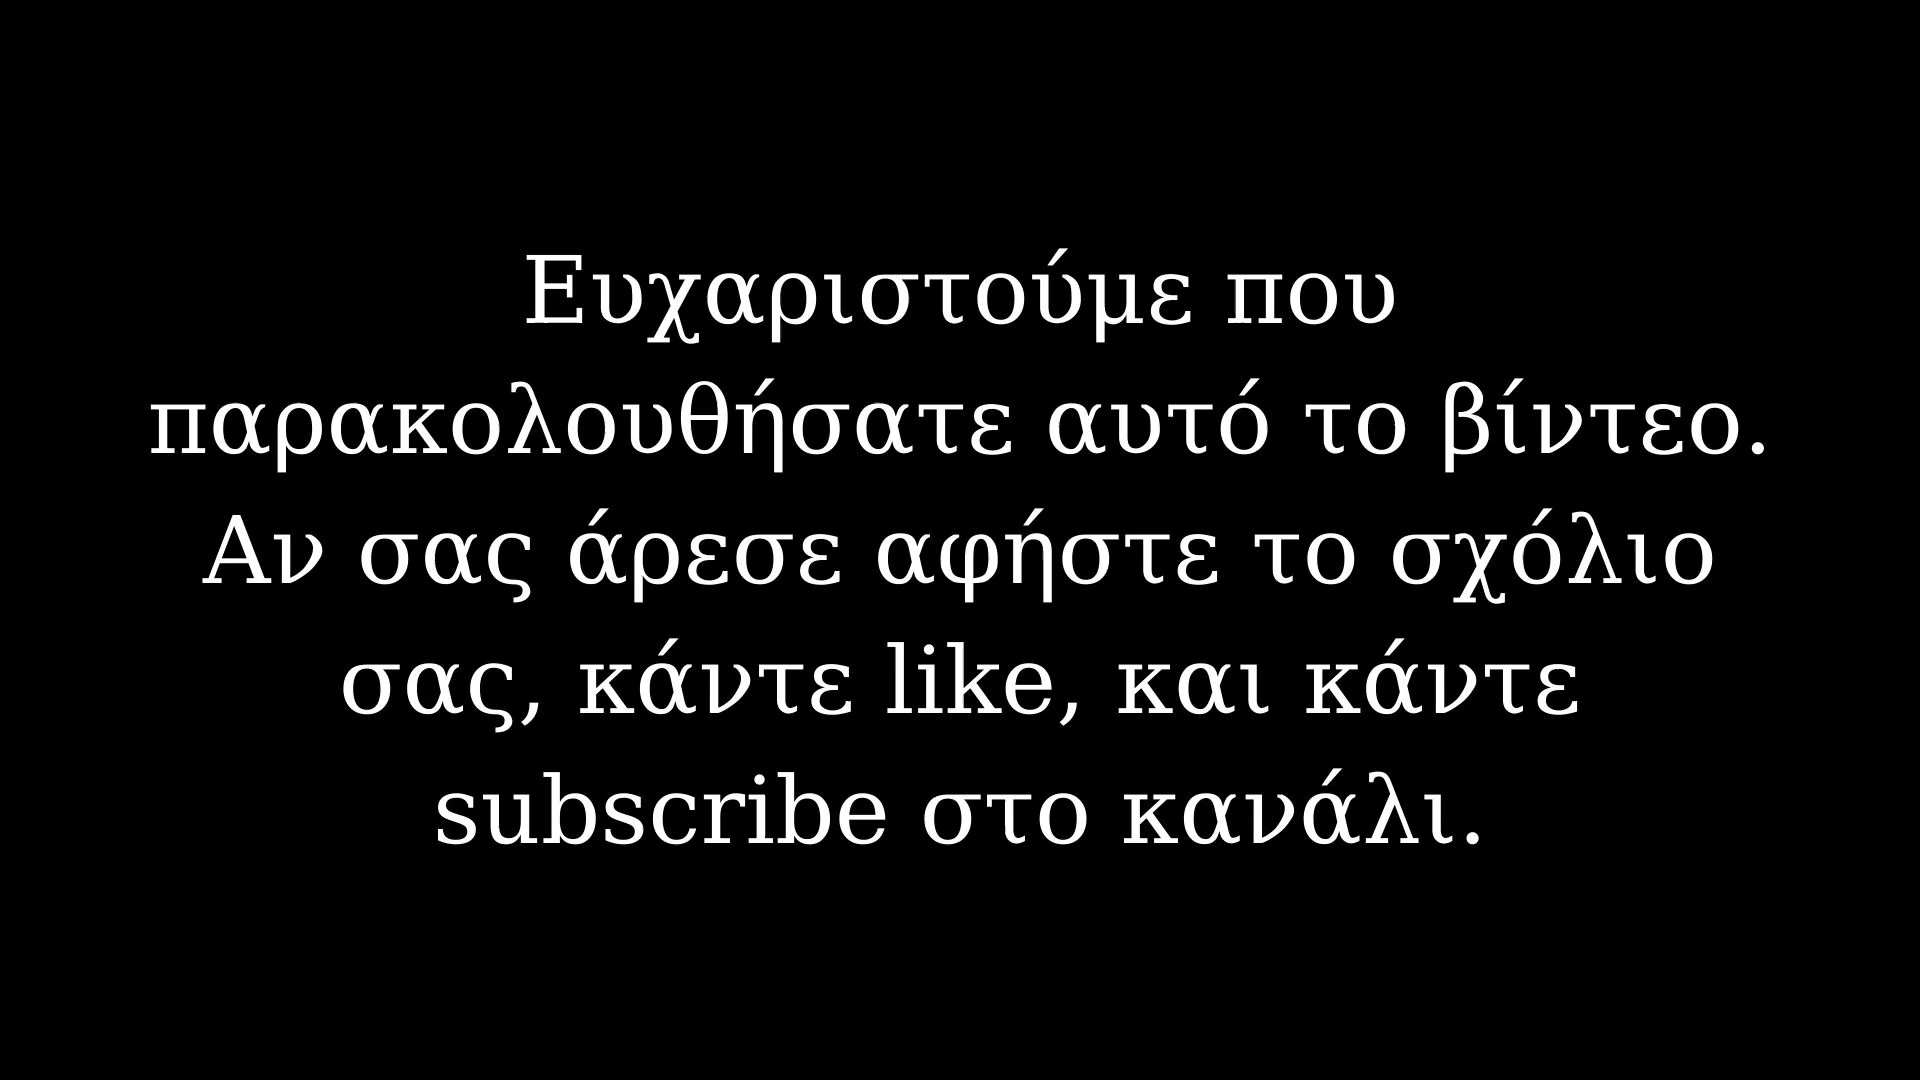 Ευχαριστούμε που
παρακολουθήσατε αυτό το βίντεο.
Αν σας άρεσε αφήστε το σχόλιο
σας, κάντε like, και κάντε
subscribe στο κανάλι.